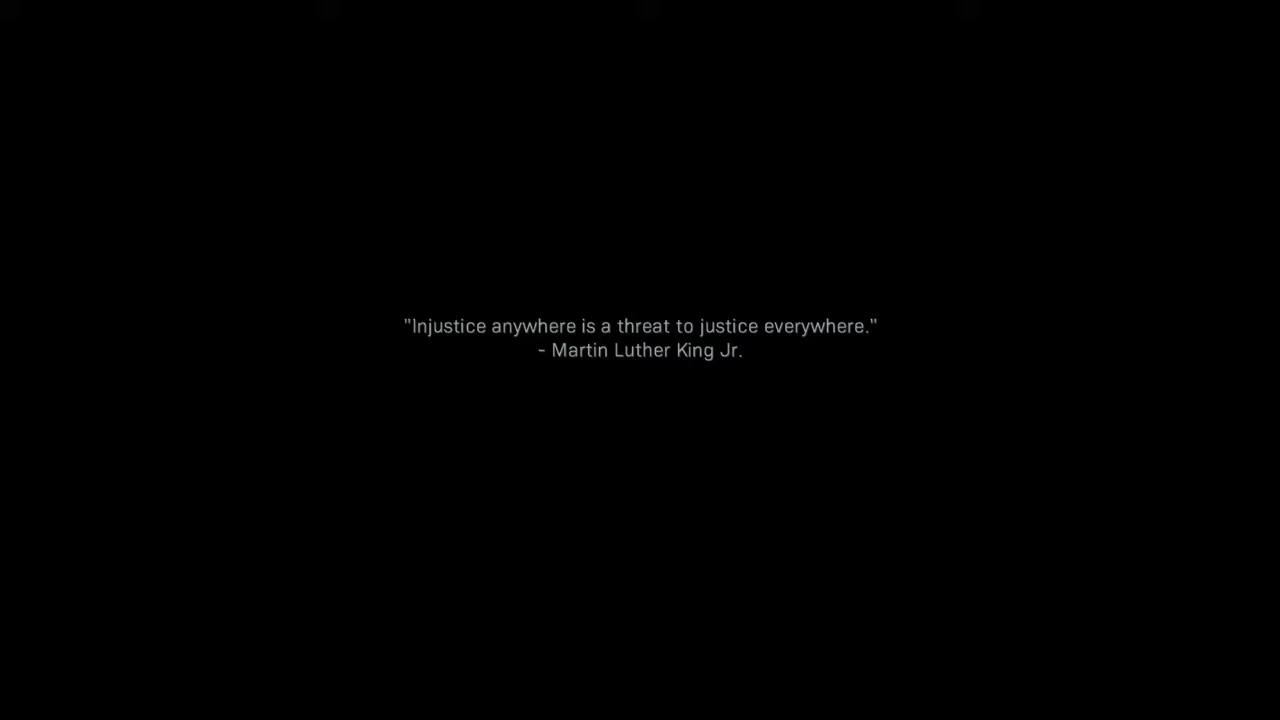 "Injustice anywhere is a threat to justice everywhere."
- Martin Luther King Jr.